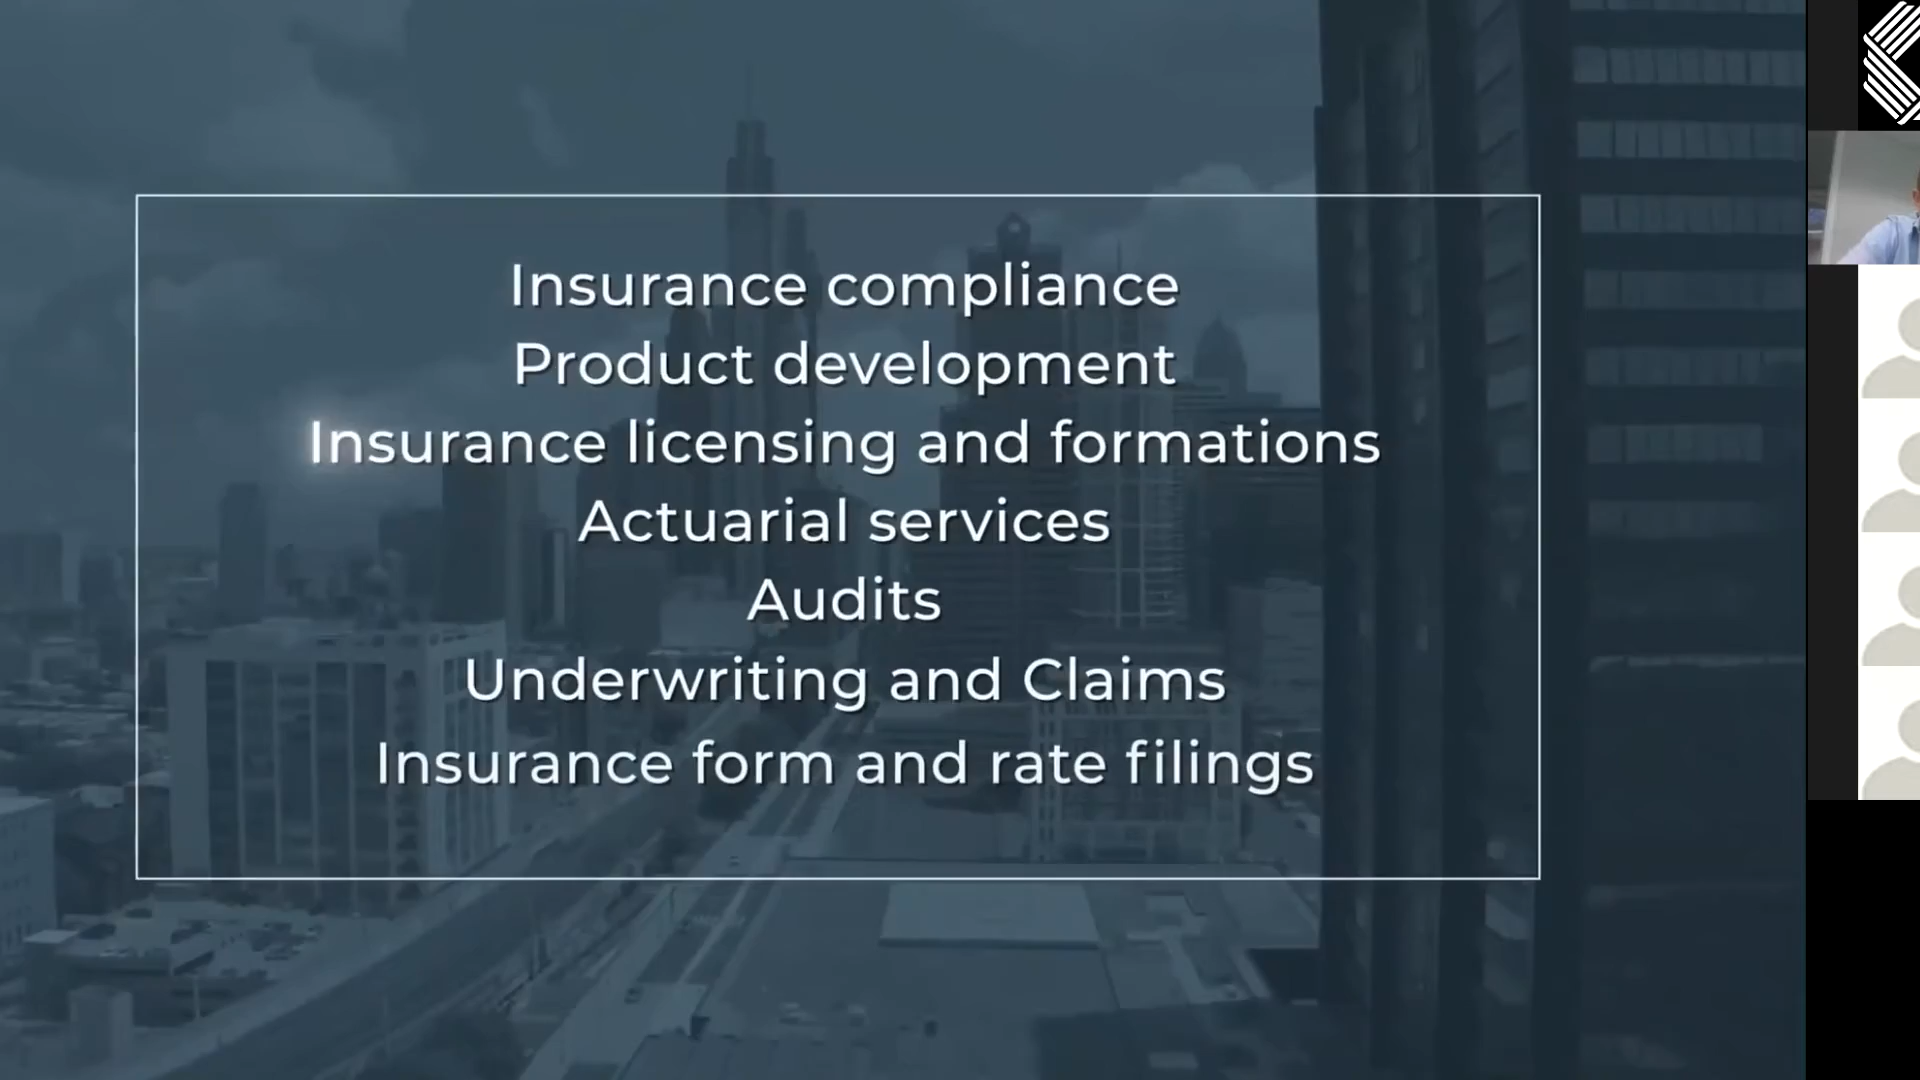 Insurance compliance
Product development
Insurance licensing and formations
Actuarial services
Audits
Underwriting and Claims
Insurance form and rate filings